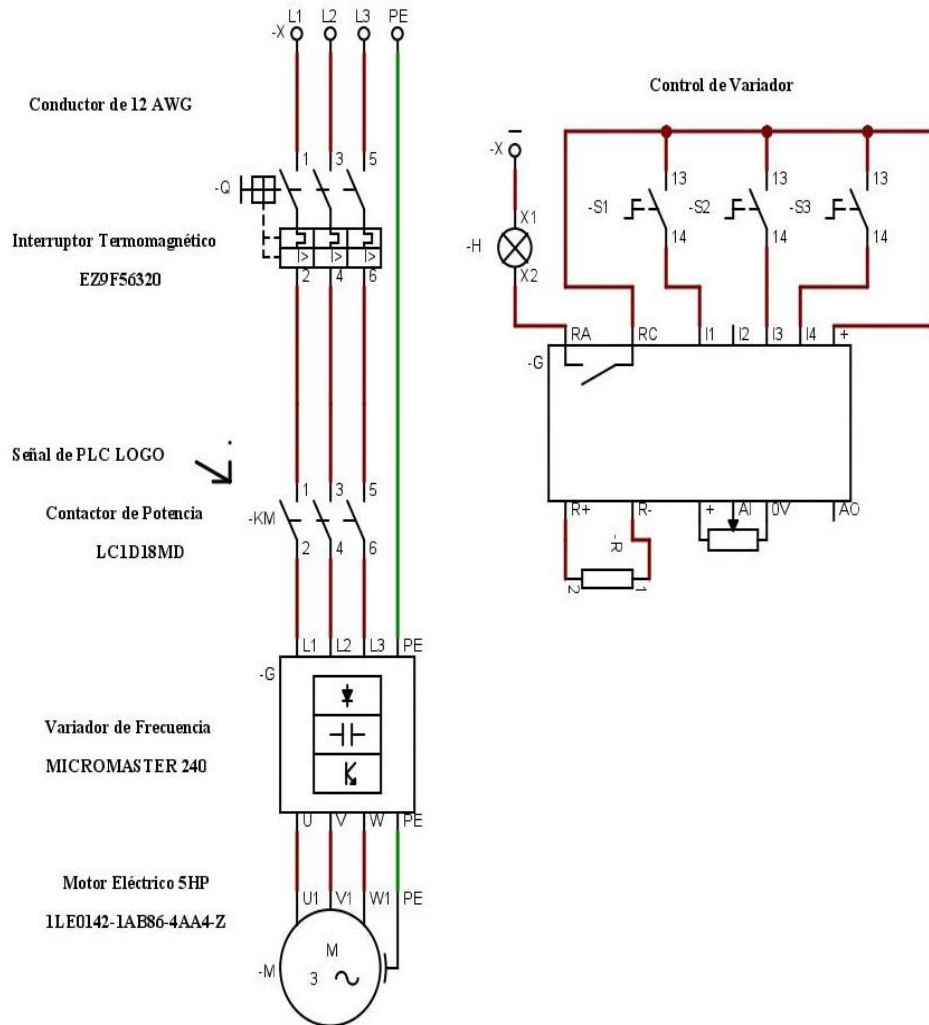 L1 L2 L3 PE
-X
Conductor de 12 AWG
1 3 5
-Q
Interruptor Termomagnético
EZ9F56320
I> I> I>
2 4 6
Señal de PLC LOGO
Contactor de Potencia
LC1D18MD
1 3 5
-KM
2 4 6
L1 L2 L3 PE
-G
Variador de Frecuencia
MICROMASTER 240
U V W PE
Motor Eléctrico 5HP
1LE0142-1AB86-4AA4-Z
U1 V1 W1 PE
-M
M
3
Control de Variador
-X
13 13 13
-S1 -S2 -S3
14 14 14
X1
-H
X2
RA RC I1 I2 I3 I4 +
-G
R+ R- + AI 0V AO
-R
2 1